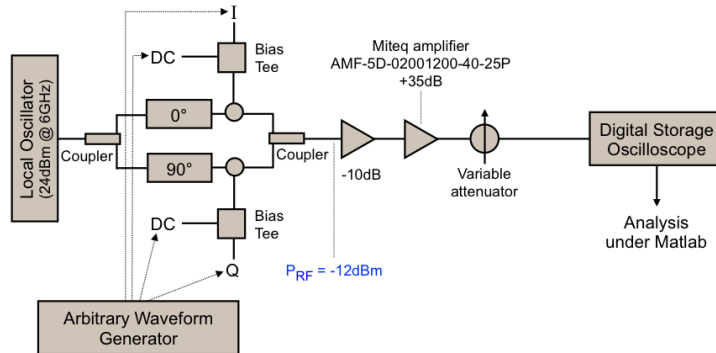 I
Miteq amplifier
AMF-5D-02001200-40-25P
+35dB
DC
Bias
Tee
Local Oscillator
(24dBm @ 6GHz)
0°
Coupler
90°
Coupler
-10dB
Variable
attenuator
Digital Storage
Oscilloscope
DC
Bias
Tee
Analysis
under Matlab
Q
PRF = -12dBm
Arbitrary Waveform
Generator